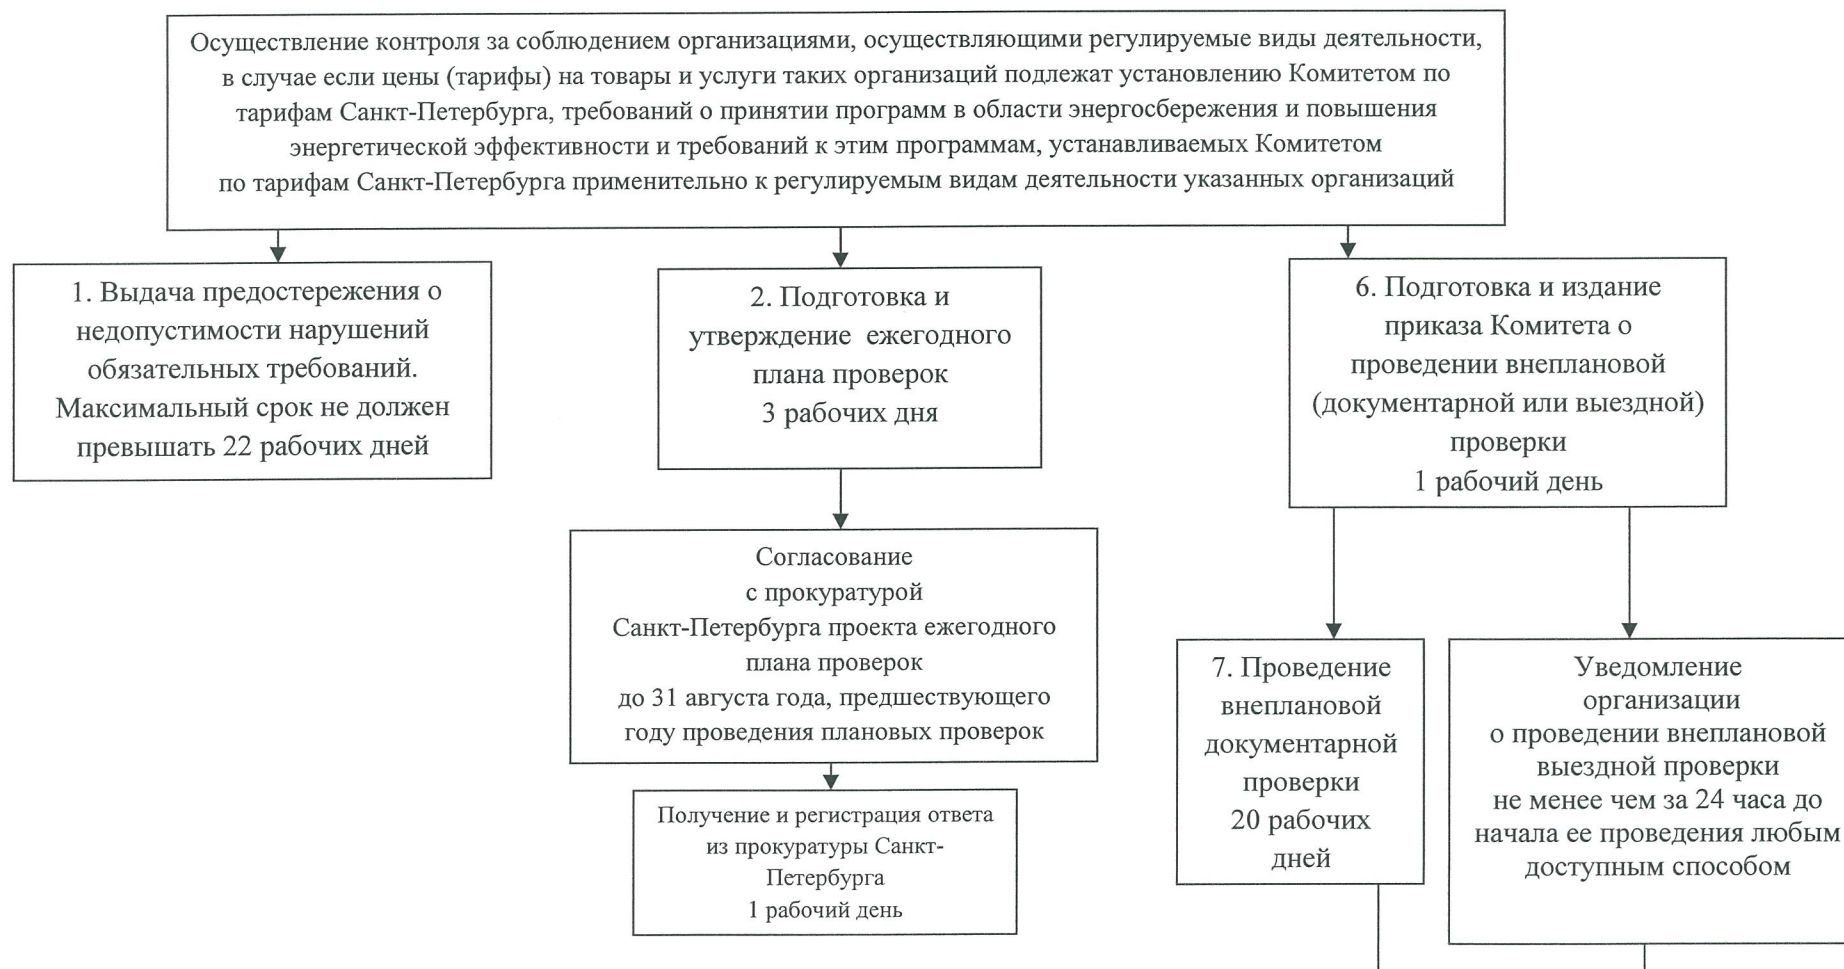 Осуществление контроля за соблюдением организациями, осуществляющими регулируемые виды деятельности,
в случае если цены (тарифы) на товары и услуги таких организаций подлежат установлению Комитетом по
тарифам Санкт-Петербурга, требований о принятии программ в области энергосбережения и повышения
энергетической эффективности и требований к этим программам, устанавливаемых Комитетом
по тарифам Санкт-Петербурга применительно к регулируемым видам деятельности указанных организаций
1. Выдача предостережения о
недопустимости нарушений
обязательных требований.
Максимальный срок не должен
превышать 22 рабочих дней
2. Подготовка и
утверждение ежегодного
плана проверок
3 рабочих дня
6. Подготовка и издание
приказа Комитета о
проведении внеплановой
(документарной или выездной)
проверки
1 рабочий день
Согласование
с прокуратурой
Санкт-Петербурга проекта ежегодного
плана проверок
до 31 августа года, предшествующего
году проведения плановых проверок
7. Проведение
внеплановой
документарной
проверки
20 рабочих
дней
Уведомление
организации
о проведении внеплановой
выездной проверки
не менее чем за 24 часа до
начала ее проведения любым
доступным способом
Получение и регистрация ответа
из прокуратуры Санкт-
Петербурга
1 рабочий день